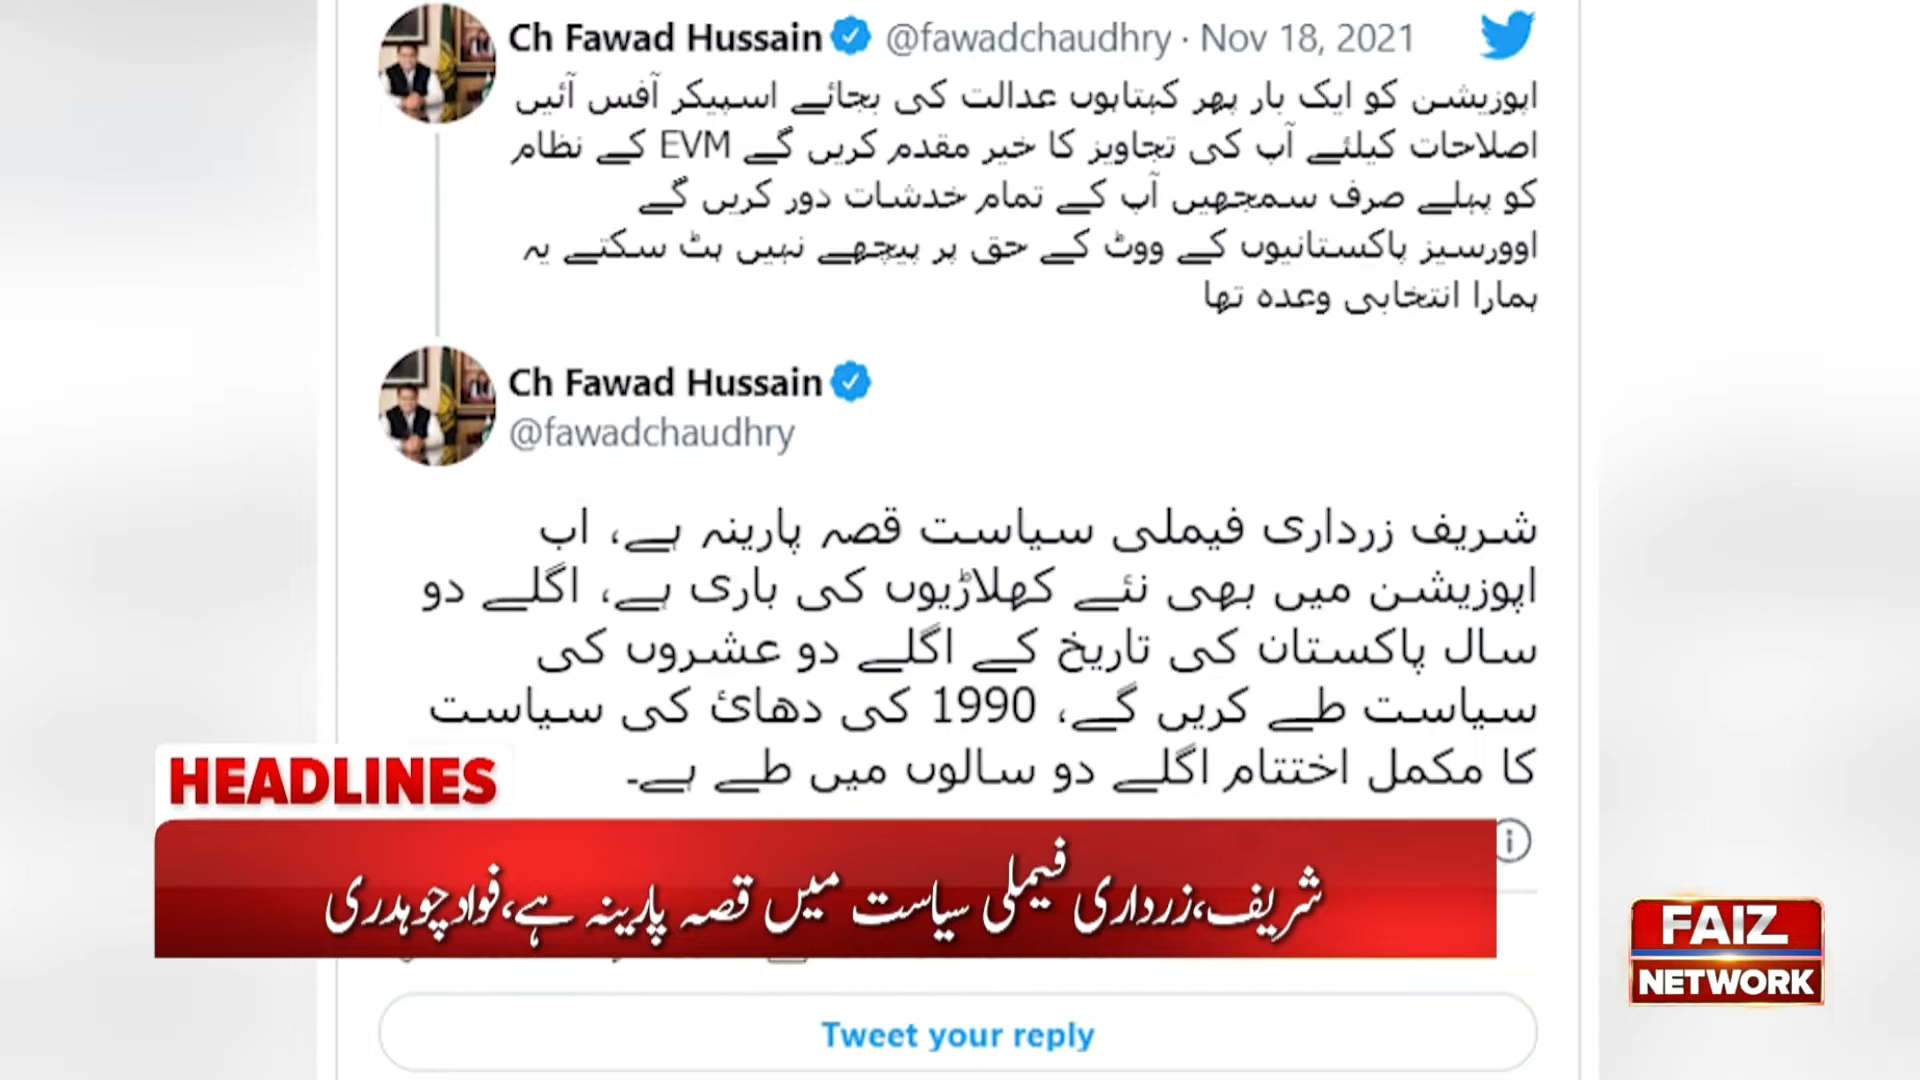 Ch Fawad Hussain @fawadchaudhry · Nov 18, 2021
اپوزیشن کو ایک بار پھر کہتاہوں عدالت کی بجائے اسپیکر آفس آئیں
اصلاحات کیلئے آپ کی تجاویز کا خیر مقدم کریں گے EVM کے نظام
کو پہلے صرف سمجھیں آپ کے تمام خدشات دور کریں گے
اوورسیز پاکستانیوں کے ووٹ کے حق پر پیچھے نہیں ہٹ سکتے یہ
ہمارا انتخابی وعدہ تھا
Ch Fawad Hussain
@fawadchaudhry
شریف زرداری فیملی سیاست قصہ پارینہ ہے، اب
اپوزیشن میں بھی نئے کھلاڑیوں کی باری ہے، اگلے دو
سال پاکستان کی تاریخ کے اگلے دو عشروں کی
سیاست طے کریں گے، 1990 کی دھائ کی سیاست
کا مکمل اختتام اگلے دو سالوں میں طے ہے۔
HEADLINES
شریف،زرداری فیملی سیاست میں قصہ پارینہ ہے،فواد چوہدری
FAIZ
NETWORK
Tweet your reply